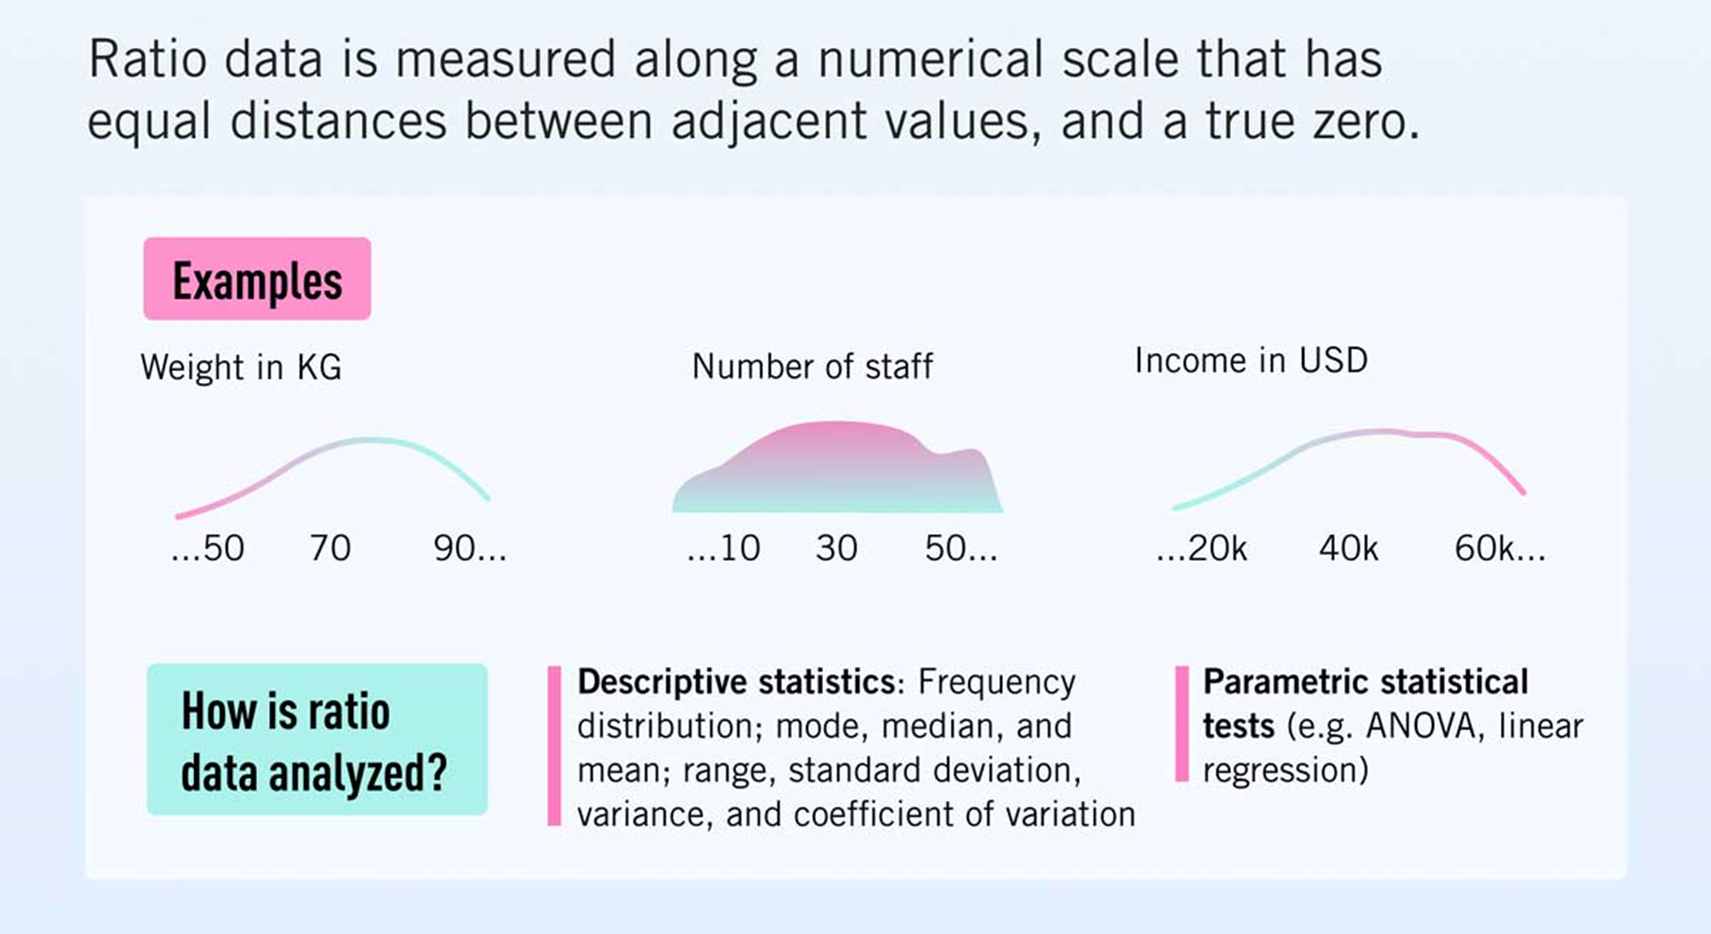 Ratio data is measured along a numerical scale that has
equal distances between adjacent values, and a true zero.
Examples
Weight in KG
...50 70 90...
Number of staff
...10 30 50...
Income in USD
...20k 40k 60k...
How is ratio
data analyzed?
Descriptive statistics: Frequency
distribution; mode, median, and
mean; range, standard deviation,
variance, and coefficient of variation
Parametric statistical
tests (e.g. ANOVA, linear
regression)